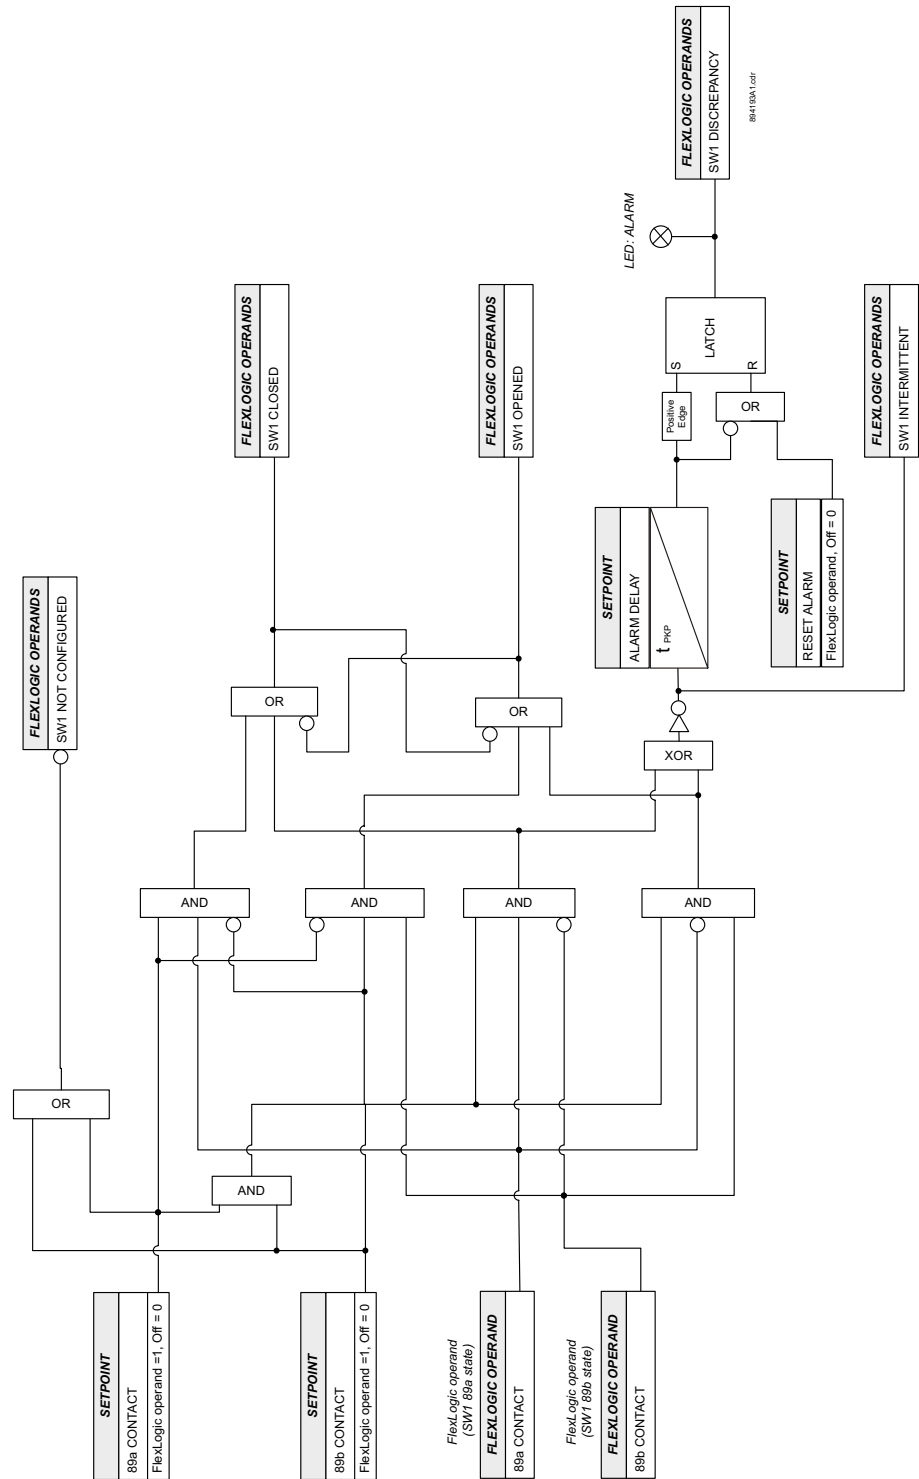 FLEXLOGIC OPERANDS
SW1 DISCREPANCY
894193A1.cdr
LED: ALARM
FLEXLOGIC OPERANDS
SW1 CLOSED
FLEXLOGIC OPERANDS
SW1 OPENED
LATCH
S
R
FLEXLOGIC OPERANDS
SW1 INTERMITTENT
Positive
Edge
OR
SETPOINT
ALARM DELAY
t PKP
SETPOINT
RESET ALARM
FlexLogic operand, Off = 0
FLEXLOGIC OPERANDS
SW1 NOT CONFIGURED
OR
OR
XOR
AND
AND
AND
AND
OR
AND
SETPOINT
89a CONTACT
FlexLogic operand =1, Off = 0
SETPOINT
89b CONTACT
FlexLogic operand =1, Off = 0
FlexLogic operand
(SW1 89a state)
FLEXLOGIC OPERAND
89a CONTACT
FlexLogic operand
(SW1 89b state)
FLEXLOGIC OPERAND
89b CONTACT